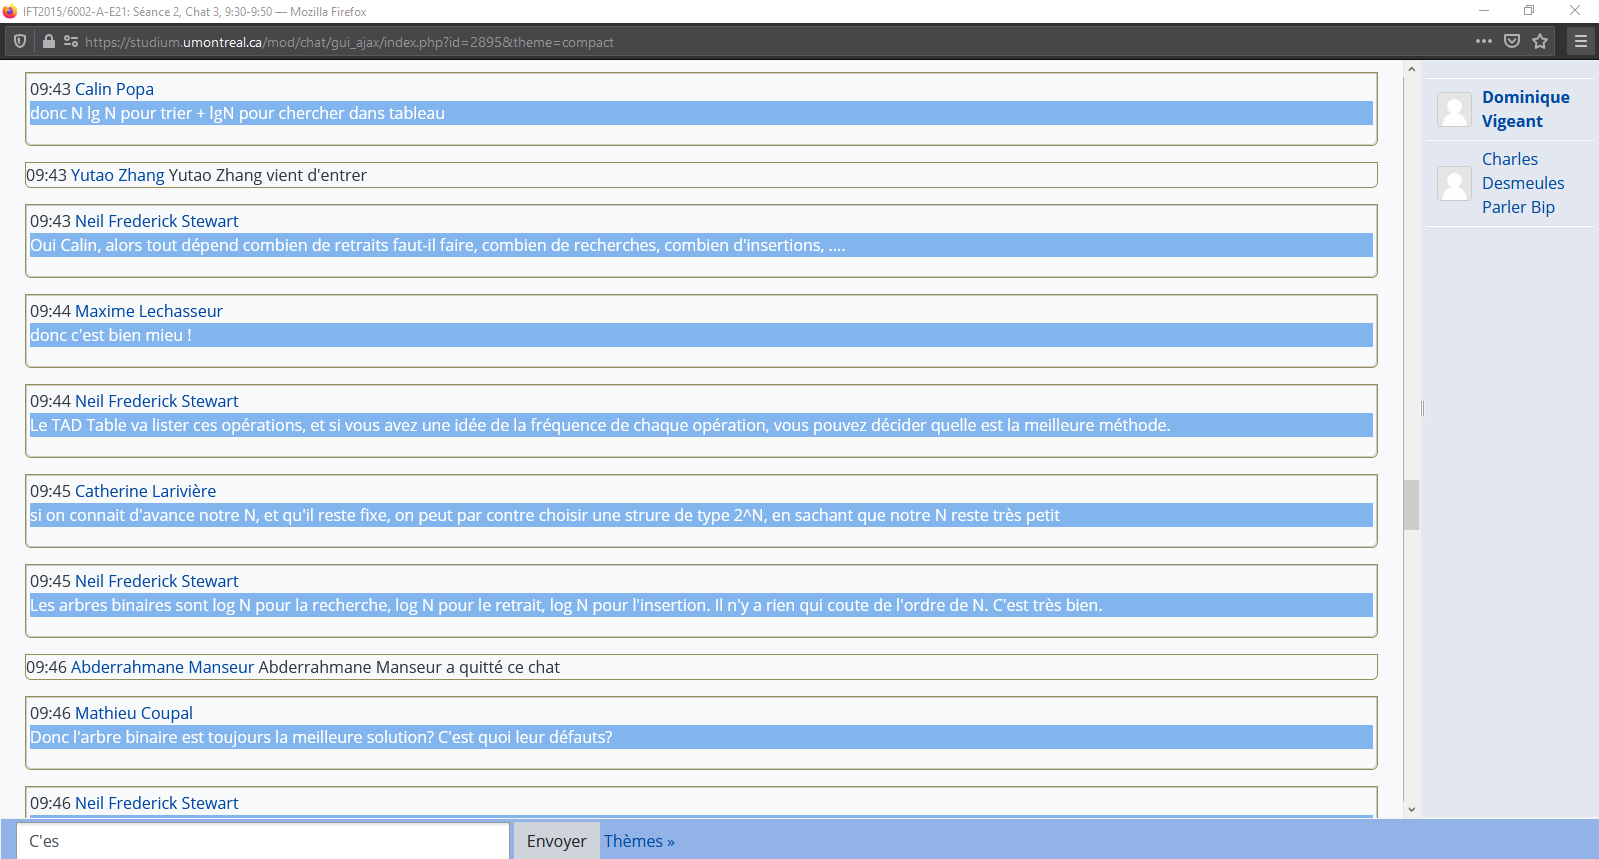 IFT2015/6002-A-E21: Séance 2, Chat 3, 9:30-9:50 — Mozilla Firefox
https://studium.umontreal.ca/mod/chat/gui_ajax/index.php?id=2895&theme=compact
09:43 Calin Popa
donc N lg N pour trier + lgN pour chercher dans tableau
09:43 Yutao Zhang Yutao Zhang vient d'entrer
09:43 Neil Frederick Stewart
Oui Calin, alors tout dépend combien de retraits faut-il faire, combien de recherches, combien d'insertions, ....
09:44 Maxime Lechasseur
donc c'est bien mieu !
09:44 Neil Frederick Stewart
Le TAD Table va lister ces opérations, et si vous avez une idée de la fréquence de chaque opération, vous pouvez décider quelle est la meilleure méthode.
09:45 Catherine Larivière
si on connait d'avance notre N, et qu'il reste fixe, on peut par contre choisir une strure de type 2^N, en sachant que notre N reste très petit
09:45 Neil Frederick Stewart
Les arbres binaires sont log N pour la recherche, log N pour le retrait, log N pour l'insertion. Il n'y a rien qui coute de l'ordre de N. C'est très bien.
09:46 Abderrahmane Manseur Abderrahmane Manseur a quitté ce chat
09:46 Mathieu Coupal
Donc l'arbre binaire est toujours la meilleure solution? C'est quoi leur défauts?
09:46 Neil Frederick Stewart
C'es
Envoyer
Thèmes »
Dominique
Vigeant
Charles
Desmeules
Parler Bip